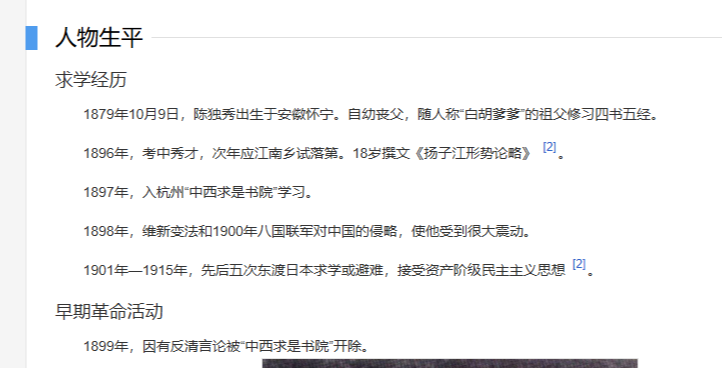 人物生平
求学经历
1879年10月9日，陈独秀出生于安徽怀宁。自幼丧父，随人称“白胡爹爹”的祖父修习四书五经。
1896年，考中秀才，次年应江南乡试落第。18岁撰文《扬子江形势论略》 [2] 。
1897年，入杭州“中西求是书院”学习。
1898年，维新变法和1900年八国联军对中国的侵略，使他受到很大震动。
1901年—1915年，先后五次东渡日本求学或避难，接受资产阶级民主主义思想 [2] 。
早期革命活动
1899年，因有反清言论被“中西求是书院”开除。